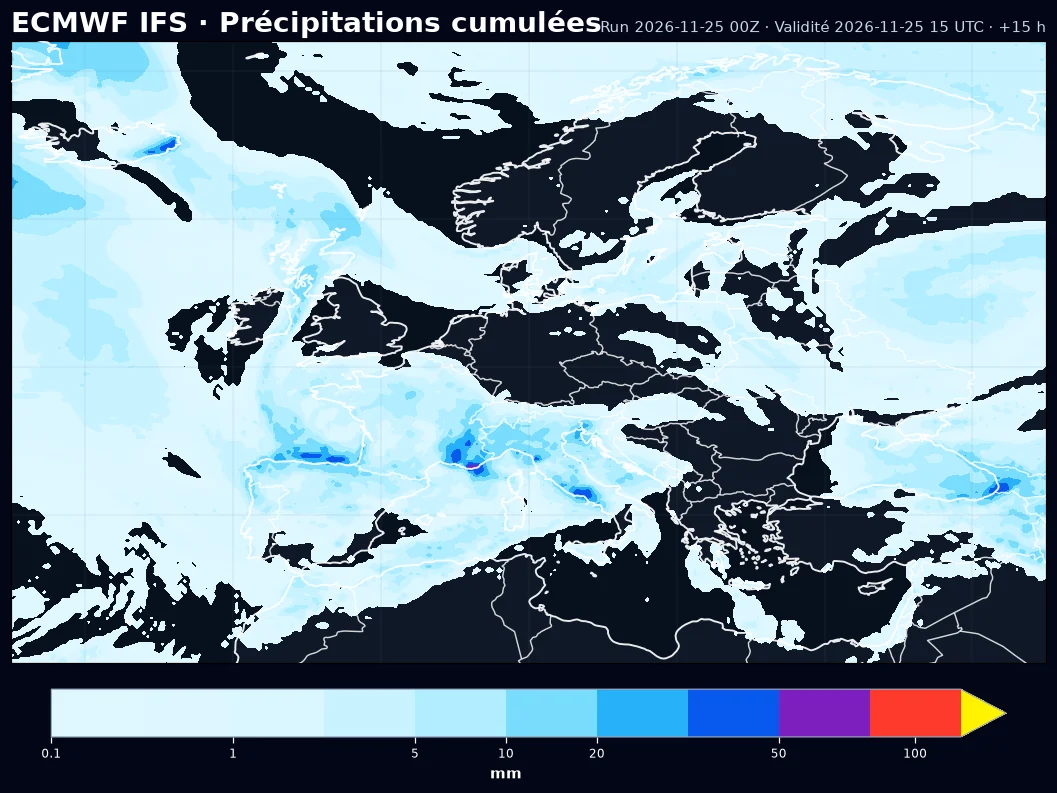 ECMWF IFS · Précipitations cumulées
Run 2026-11-25 00Z · Validité 2026-11-25 15 UTC · +15 h
0.1 1 5 10 20 50 100
mm